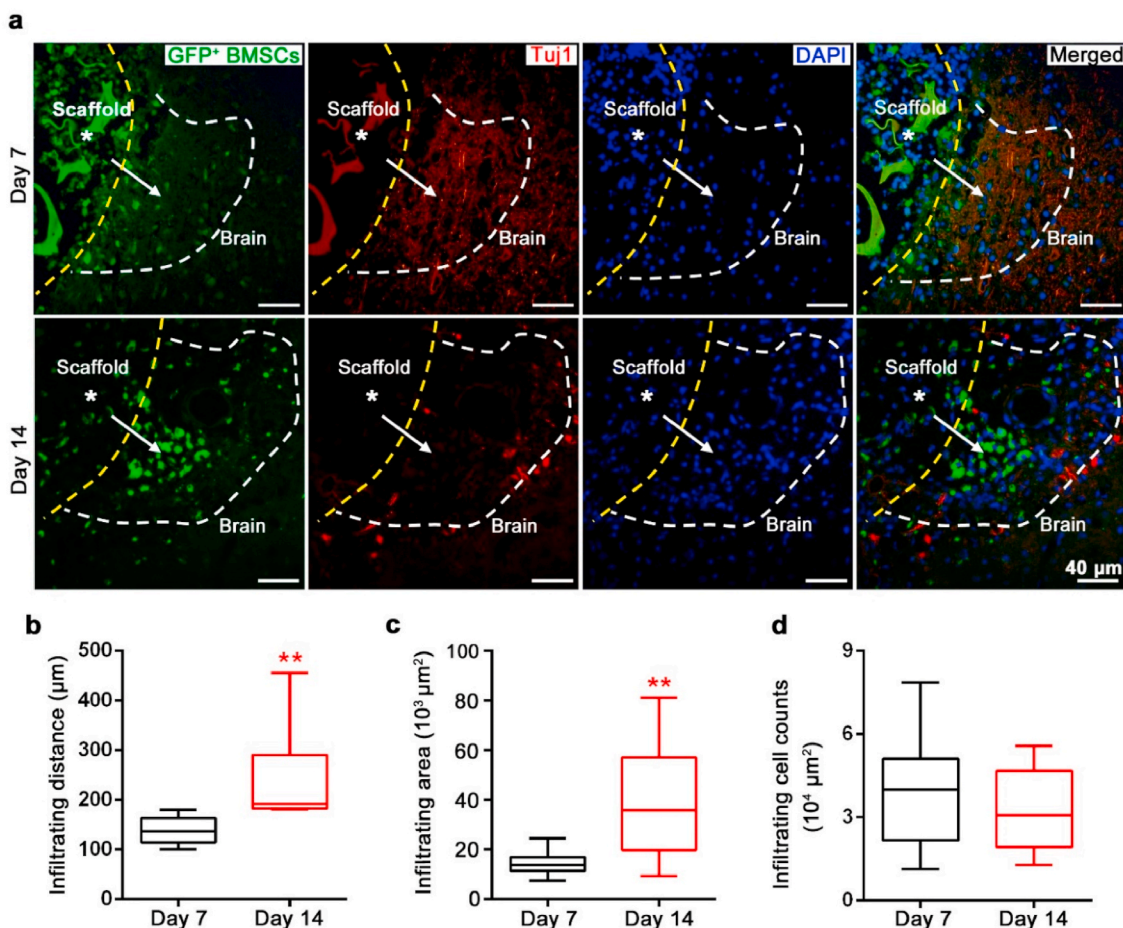 a
GFP⁺ BMSCs
Tuj1
DAPI
Merged
Day 7
Scaffold
*
Brain
Scaffold
*
Brain
Scaffold
*
Brain
Scaffold
*
Brain
Day 14
Scaffold
*
Brain
Scaffold
*
Brain
Scaffold
*
Brain
Scaffold
*
Brain
40 µm
b
Infiltrating distance (µm)
500
400
300
200
100
0
**
Day 7
Day 14
c
Infiltrating area (10³ µm²)
100
80
60
40
20
0
**
Day 7
Day 14
d
Infiltrating cell counts
(10⁴ µm²)
9
6
3
0
Day 7
Day 14